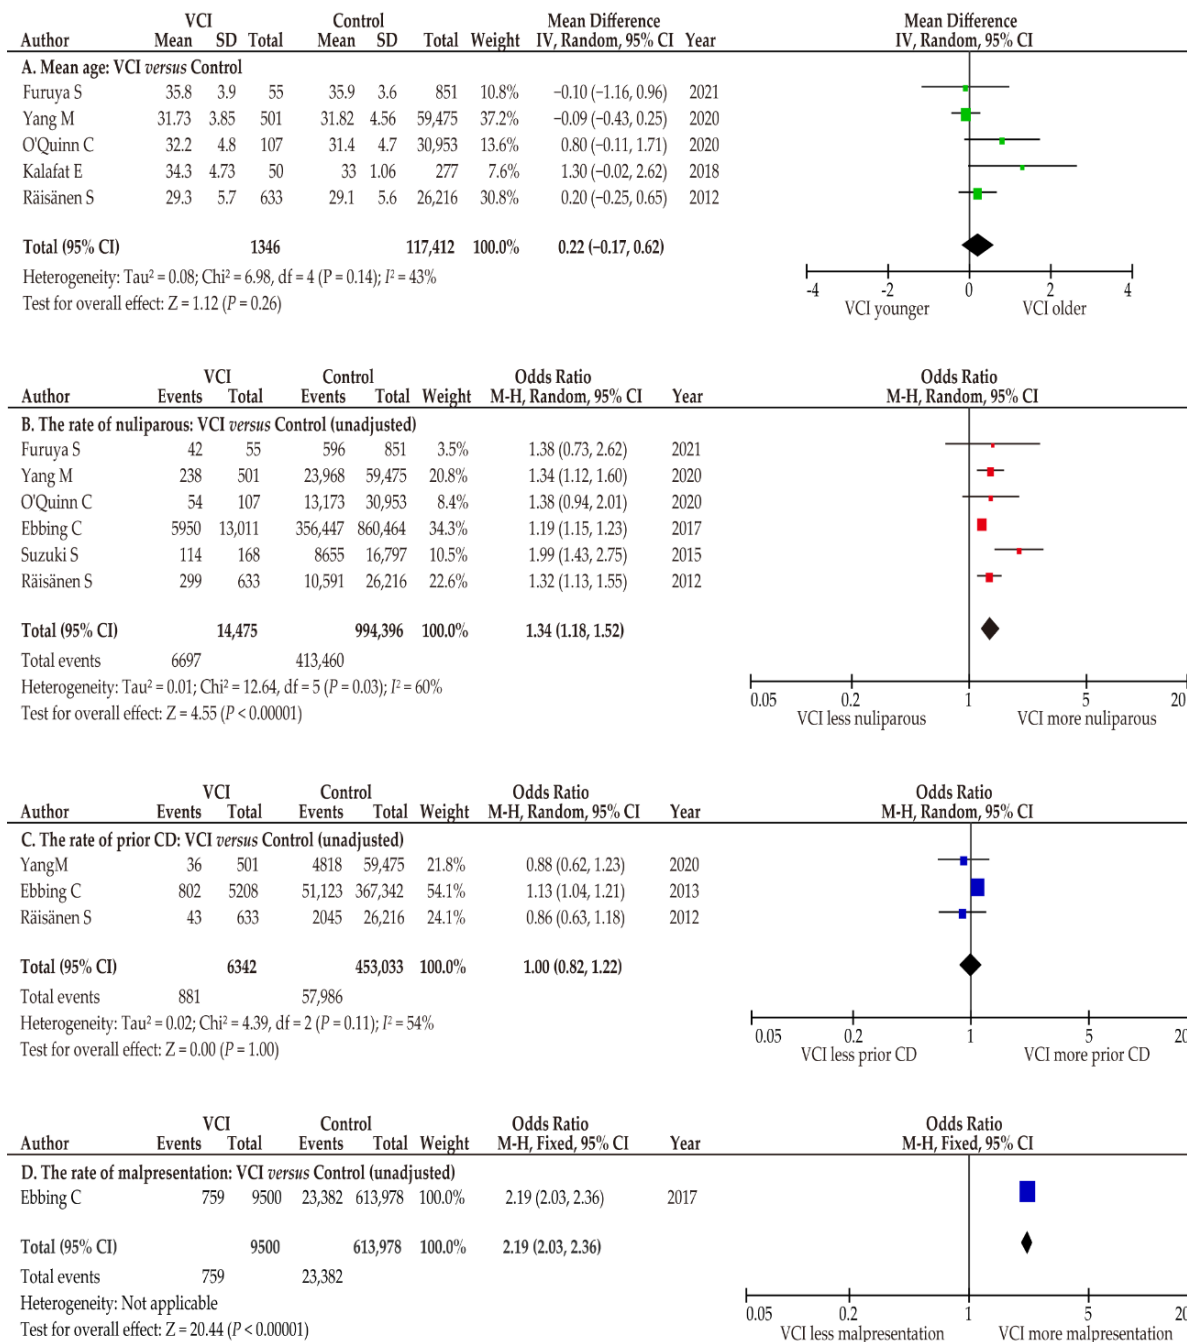 VCI Control Mean Difference Mean Difference
Author Mean SD Total Mean SD Total Weight IV, Random, 95% CI Year IV, Random, 95% CI
A. Mean age: VCI versus Control
Furuya S 35.8 3.9 55 35.9 3.6 851 10.8% −0.10 (−1.16, 0.96) 2021
Yang M 31.73 3.85 501 31.82 4.56 59,475 37.2% −0.09 (−0.43, 0.25) 2020
O'Quinn C 32.2 4.8 107 31.4 4.7 30,953 13.6% 0.80 (−0.11, 1.71) 2020
Kalafat E 34.3 4.73 50 33 1.06 277 7.6% 1.30 (−0.02, 2.62) 2018
Räisänen S 29.3 5.7 633 29.1 5.6 26,216 30.8% 0.20 (−0.25, 0.65) 2012
Total (95% CI) 1346 117,412 100.0% 0.22 (−0.17, 0.62)
Heterogeneity: Tau² = 0.08; Chi² = 6.98, df = 4 (P = 0.14); I² = 43%
Test for overall effect: Z = 1.12 (P = 0.26)
-4 -2 0 2 4
VCI younger VCI older
VCI Control Odds Ratio Odds Ratio
Author Events Total Events Total Weight M-H, Random, 95% CI Year M-H, Random, 95% CI
B. The rate of nuliparous: VCI versus Control (unadjusted)
Furuya S 42 55 596 851 3.5% 1.38 (0.73, 2.62) 2021
Yang M 238 501 23,968 59,475 20.8% 1.34 (1.12, 1.60) 2020
O'Quinn C 54 107 13,173 30,953 8.4% 1.38 (0.94, 2.01) 2020
Ebbing C 5950 13,011 356,447 860,464 34.3% 1.19 (1.15, 1.23) 2017
Suzuki S 114 168 8655 16,797 10.5% 1.99 (1.43, 2.75) 2015
Räisänen S 299 633 10,591 26,216 22.6% 1.32 (1.13, 1.55) 2012
Total (95% CI) 14,475 994,396 100.0% 1.34 (1.18, 1.52)
Total events 6697 413,460
Heterogeneity: Tau² = 0.01; Chi² = 12.64, df = 5 (P = 0.03); I² = 60%
Test for overall effect: Z = 4.55 (P < 0.00001)
0.05 0.2 1 5 20
VCI less nuliparous VCI more nuliparous
VCI Control Odds Ratio Odds Ratio
Author Events Total Events Total Weight M-H, Random, 95% CI Year M-H, Random, 95% CI
C. The rate of prior CD: VCI versus Control (unadjusted)
YangM 36 501 4818 59,475 21.8% 0.88 (0.62, 1.23) 2020
Ebbing C 802 5208 51,123 367,342 54.1% 1.13 (1.04, 1.21) 2013
Räisänen S 43 633 2045 26,216 24.1% 0.86 (0.63, 1.18) 2012
Total (95% CI) 6342 453,033 100.0% 1.00 (0.82, 1.22)
Total events 881 57,986
Heterogeneity: Tau² = 0.02; Chi² = 4.39, df = 2 (P = 0.11); I² = 54%
Test for overall effect: Z = 0.00 (P = 1.00)
0.05 0.2 1 5 20
VCI less prior CD VCI more prior CD
VCI Control Odds Ratio Odds Ratio
Author Events Total Events Total Weight M-H, Fixed, 95% CI Year M-H, Fixed, 95% CI
D. The rate of malpresentation: VCI versus Control (unadjusted)
Ebbing C 759 9500 23,382 613,978 100.0% 2.19 (2.03, 2.36) 2017
Total (95% CI) 9500 613,978 100.0% 2.19 (2.03, 2.36)
Total events 759 23,382
Heterogeneity: Not applicable
Test for overall effect: Z = 20.44 (P < 0.00001)
0.05 0.2 1 5 20
VCI less malpresentation VCI more malpresentation